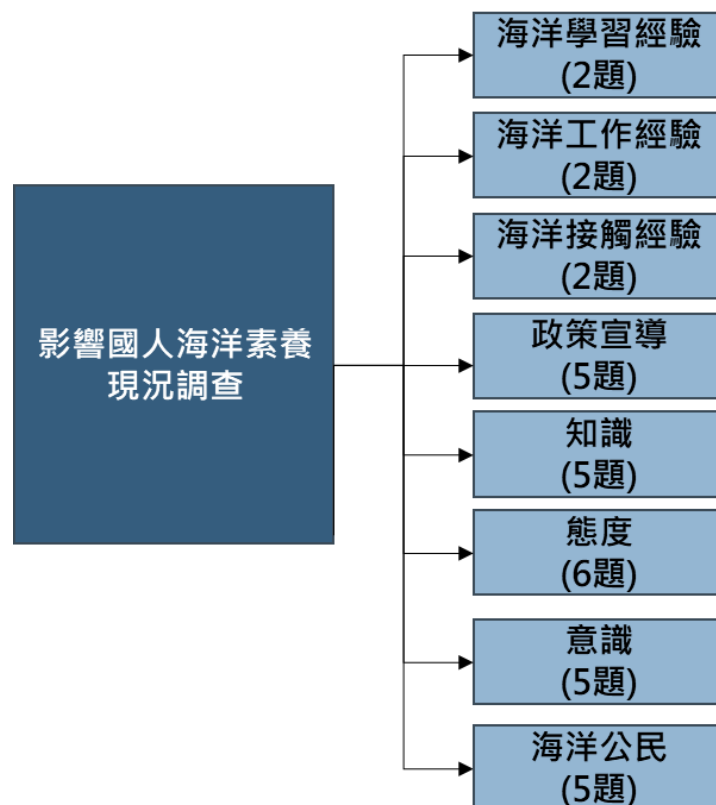 影響國人海洋素養
現況調查
海洋學習經驗
(2題)
海洋工作經驗
(2題)
海洋接觸經驗
(2題)
政策宣導
(5題)
知識
(5題)
態度
(6題)
意識
(5題)
海洋公民
(5題)